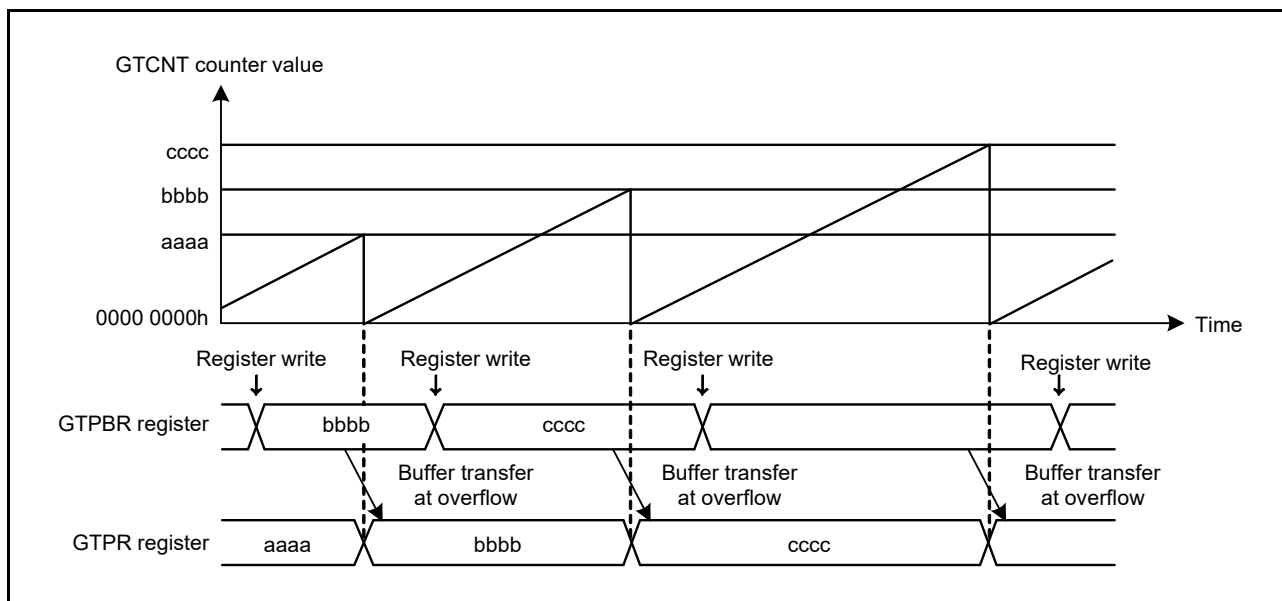 GTCNT counter value
cccc
bbbb
aaaa
0000 0000h
Time
Register write
Register write
Register write
Register write
GTPBR register
bbbb
cccc
Buffer transfer
at overflow
Buffer transfer
at overflow
Buffer transfer
at overflow
GTPR register
aaaa
bbbb
cccc